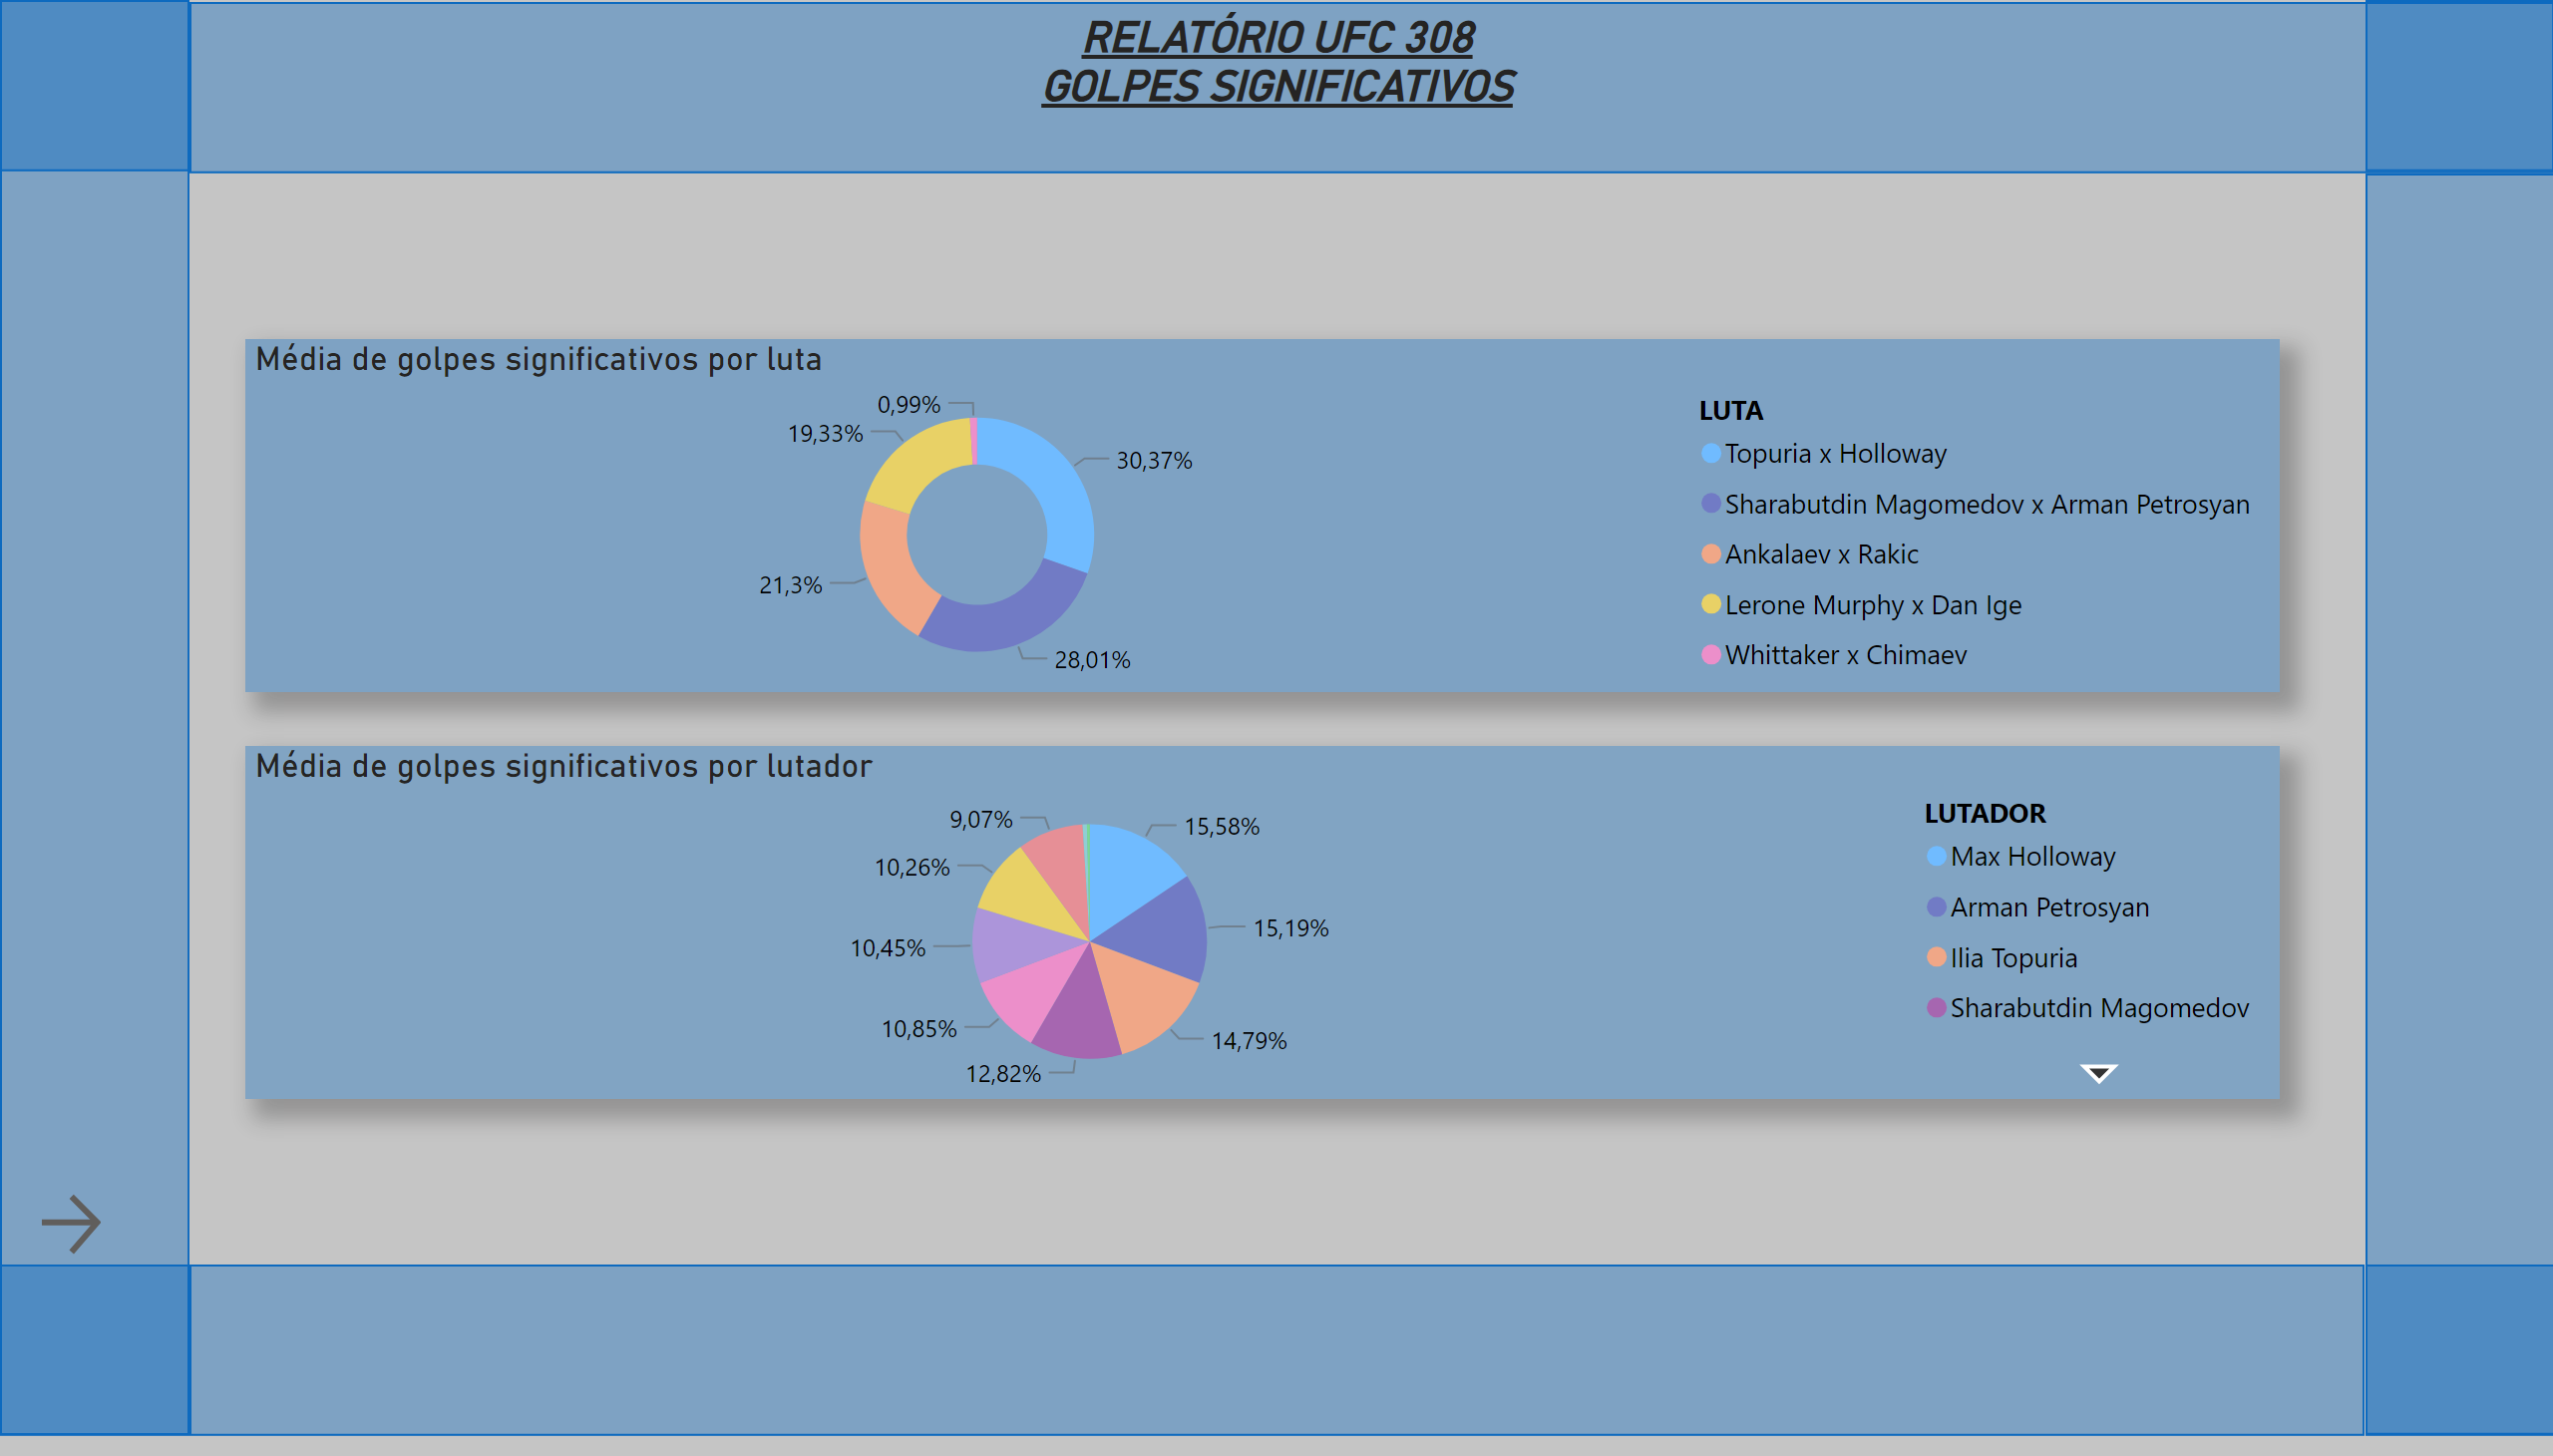 RELATÓRIO UFC 308
GOLPES SIGNIFICATIVOS
Média de golpes significativos por luta
0,99%
19,33%
30,37%
21,3%
28,01%
LUTA
Topuria x Holloway
Sharabutdin Magomedov x Arman Petrosyan
Ankalaev x Rakic
Lerone Murphy x Dan Ige
Whittaker x Chimaev
Média de golpes significativos por lutador
9,07%
15,58%
10,26%
15,19%
10,45%
10,85%
14,79%
12,82%
LUTADOR
Max Holloway
Arman Petrosyan
Ilia Topuria
Sharabutdin Magomedov